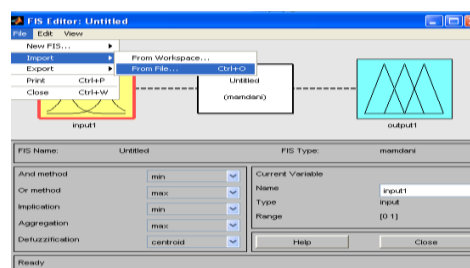 FIS Editor: Untitled
File Edit View
New FIS...
Import
From Workspace...
Export
From File... Ctrl+O
Print Ctrl+P
Close Ctrl+W
Untitled
(mamdani)
input1
output1
FIS Name: Untitled
FIS Type: mamdani
And method min
Or method max
Implication min
Aggregation max
Defuzzification centroid
Current Variable
Name input1
Type input
Range [0 1]
Help
Close
Ready